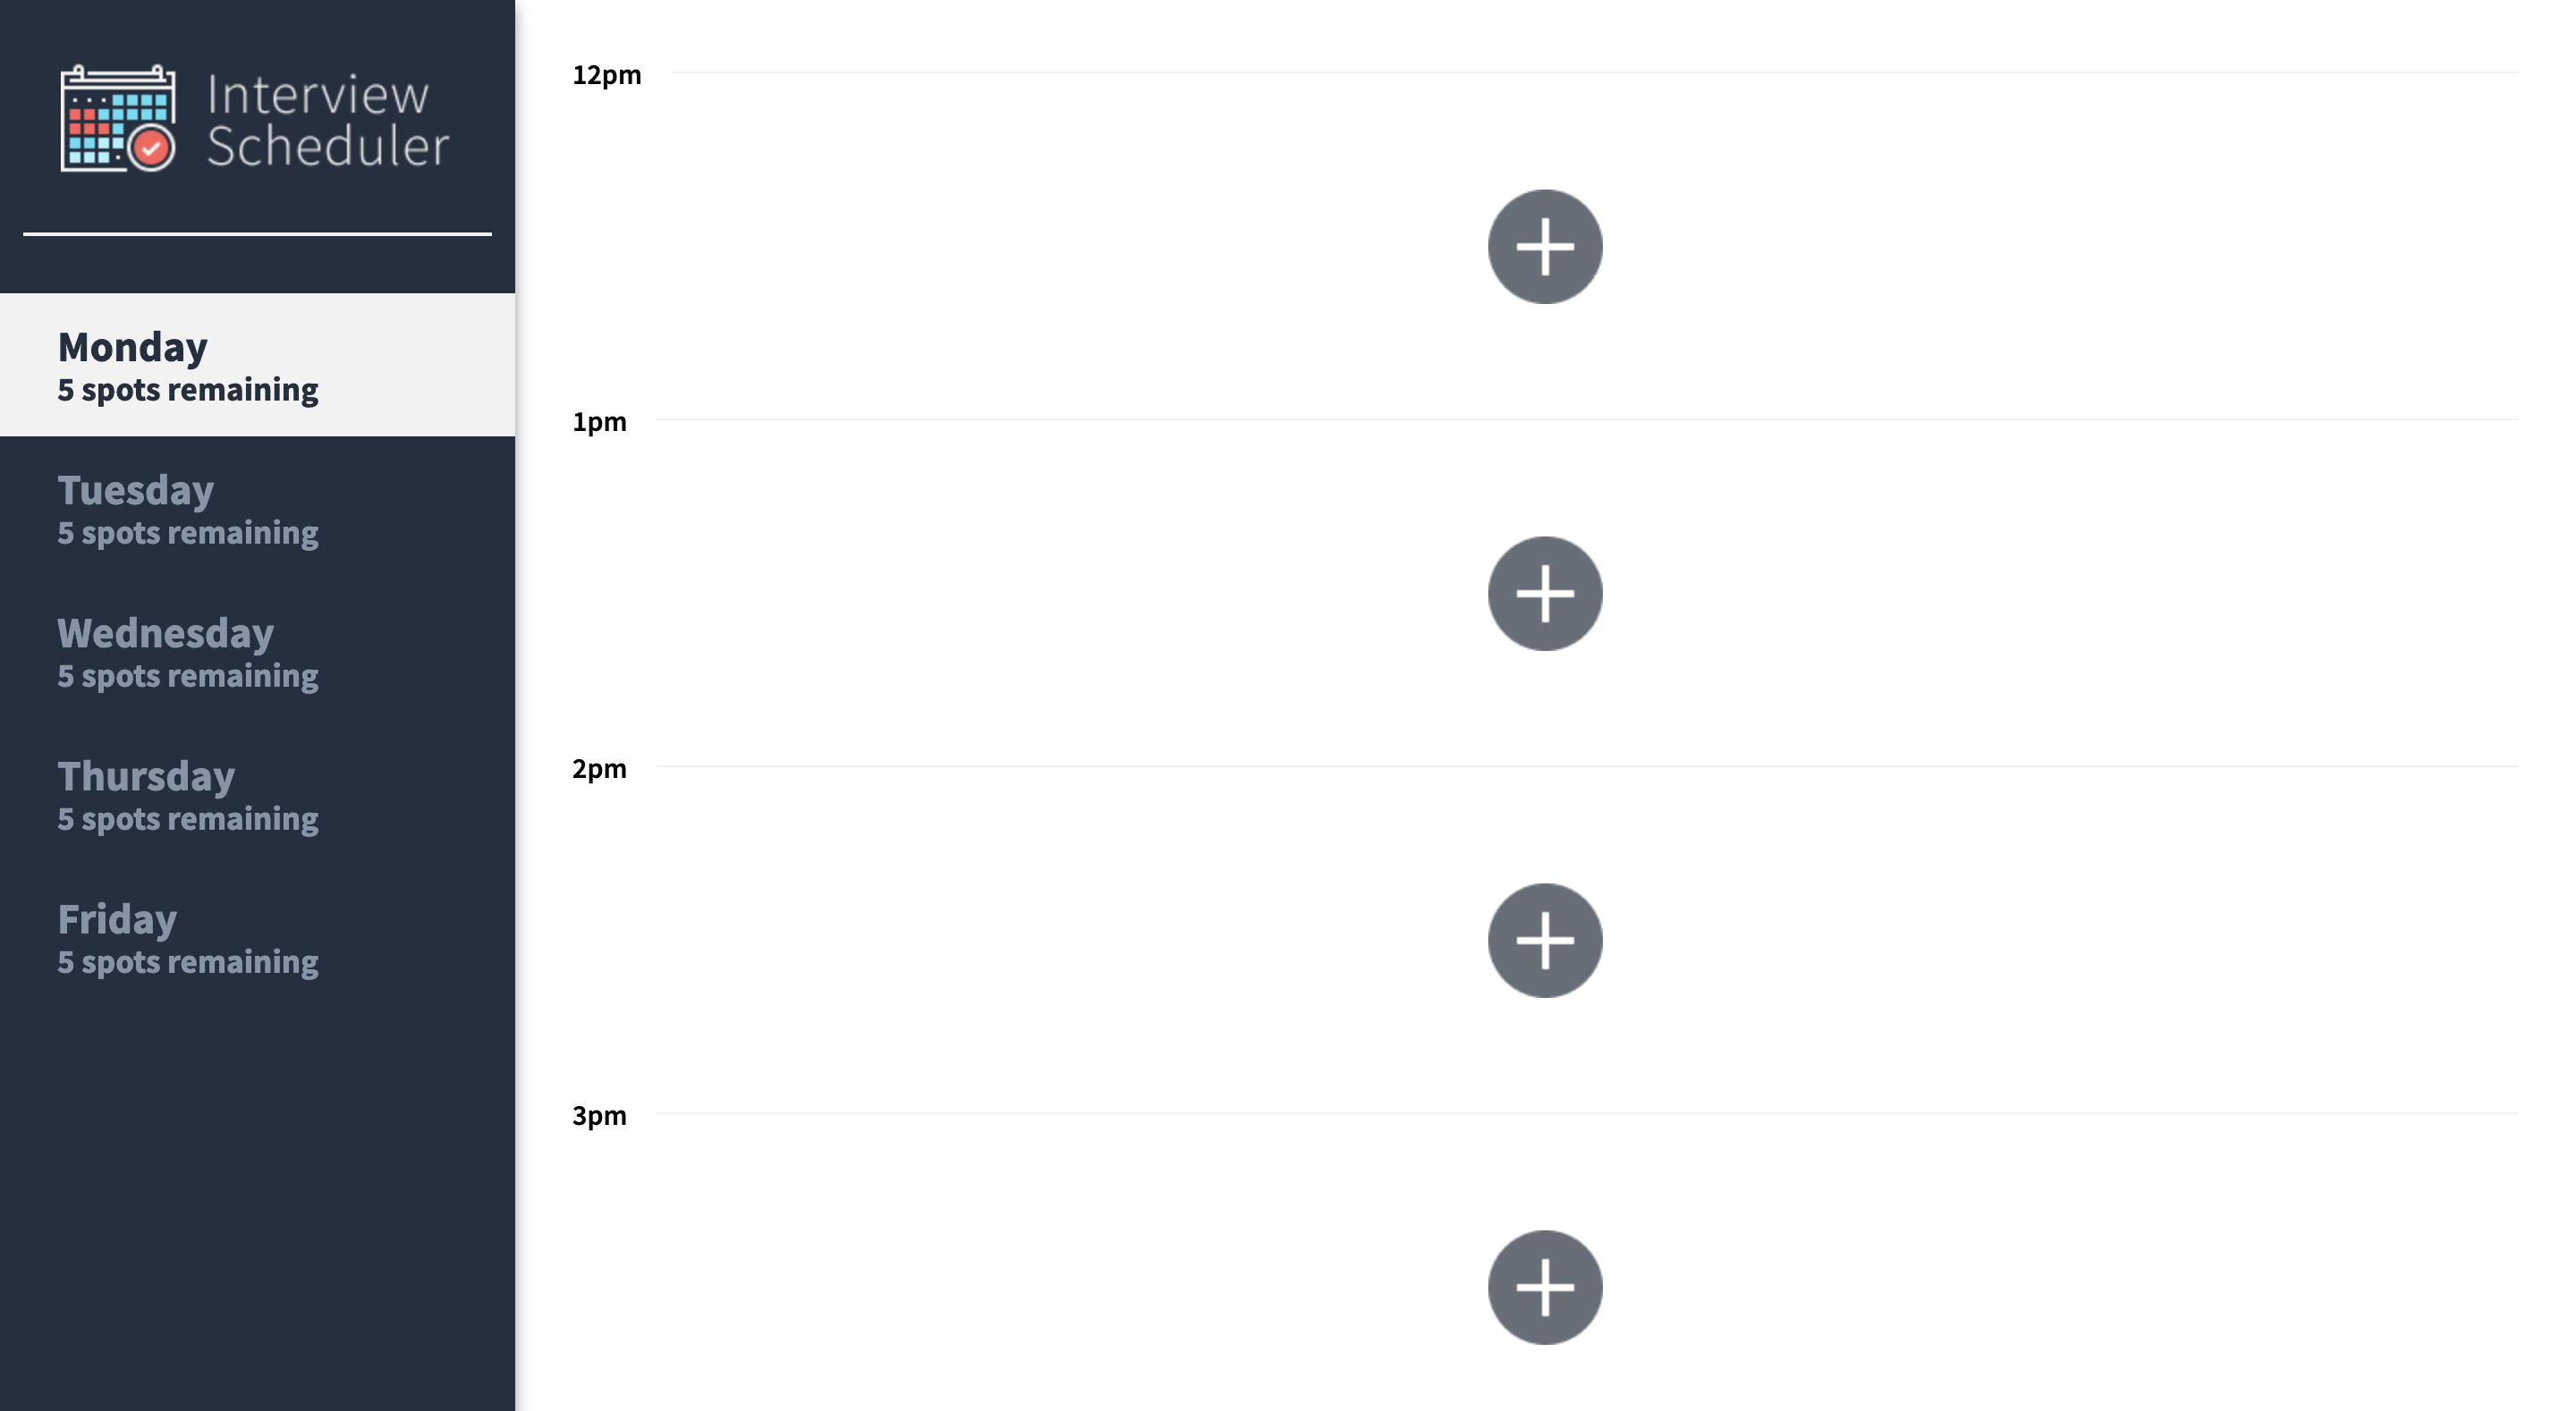 Interview
Scheduler
Monday
5 spots remaining
Tuesday
5 spots remaining
Wednesday
5 spots remaining
Thursday
5 spots remaining
Friday
5 spots remaining
12pm
1pm
2pm
3pm